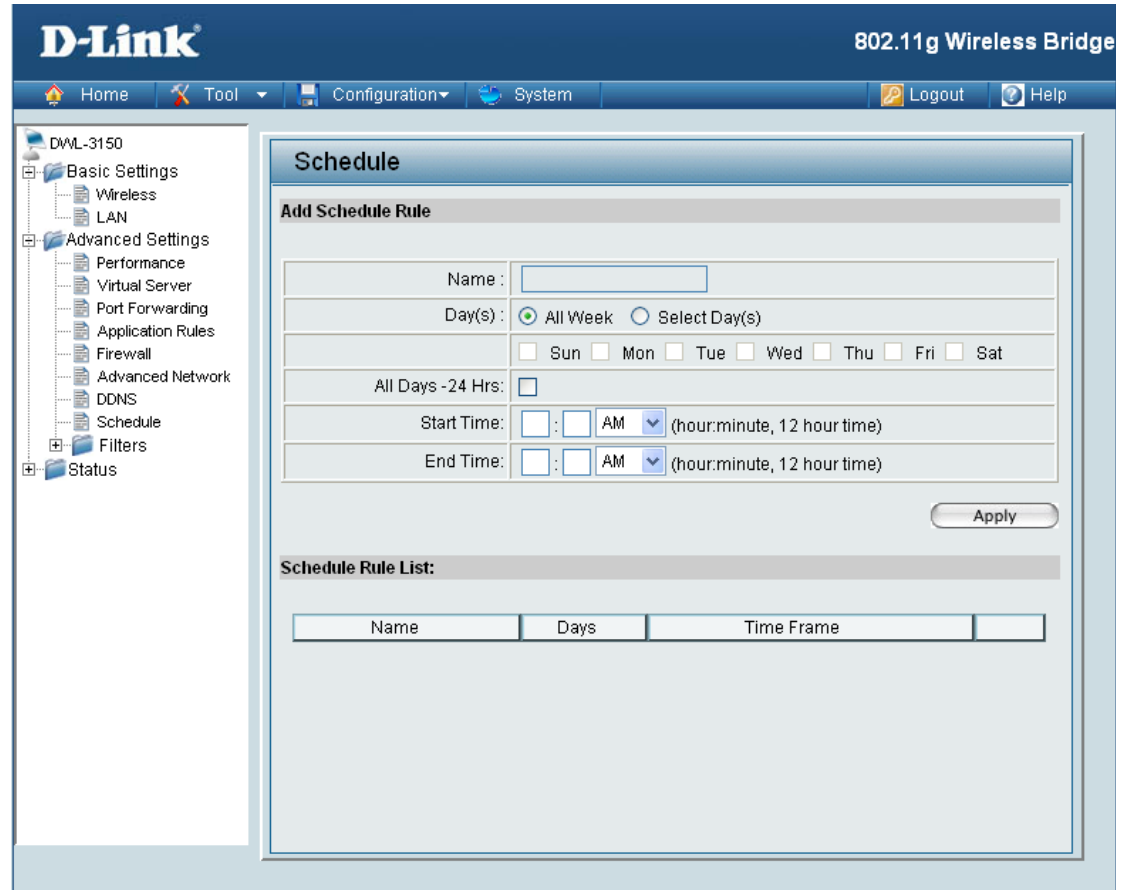 D-Link
802.11g Wireless Bridge
Home Tool Configuration System Logout Help
DWL-3150
Basic Settings
Wireless
LAN
Advanced Settings
Performance
Virtual Server
Port Forwarding
Application Rules
Firewall
Advanced Network
DDNS
Schedule
Filters
Status
Schedule
Add Schedule Rule
Name :
Day(s) : All Week Select Day(s)
Sun Mon Tue Wed Thu Fri Sat
All Days -24 Hrs:
Start Time: : AM (hour:minute, 12 hour time)
End Time: : AM (hour:minute, 12 hour time)
Apply
Schedule Rule List:
Name Days Time Frame